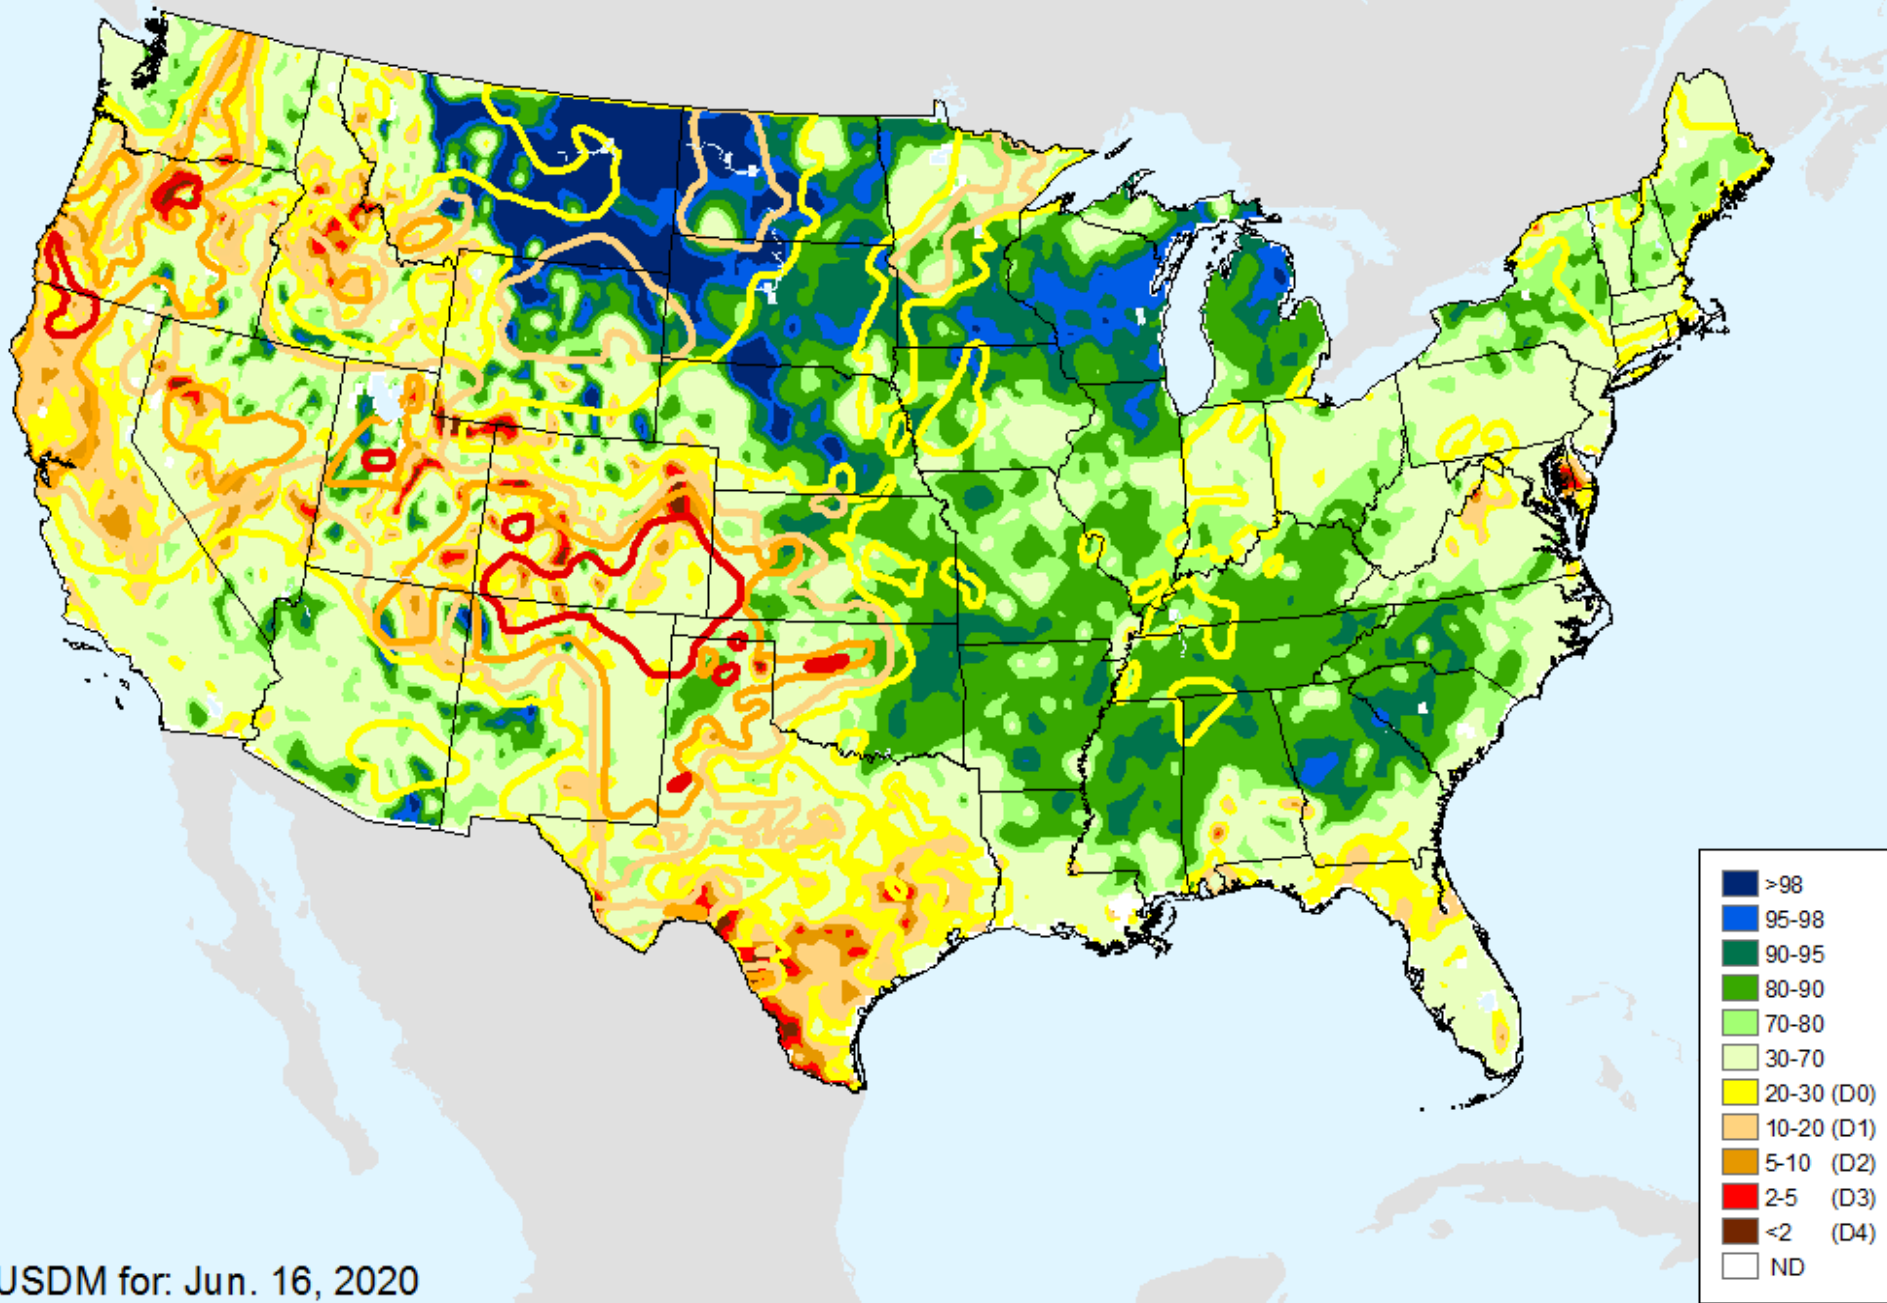 >98
95-98
90-95
80-90
70-80
30-70
20-30 (D0)
10-20 (D1)
5-10 (D2)
2-5 (D3)
<2 (D4)
ND
USDM for: Jun. 16, 2020